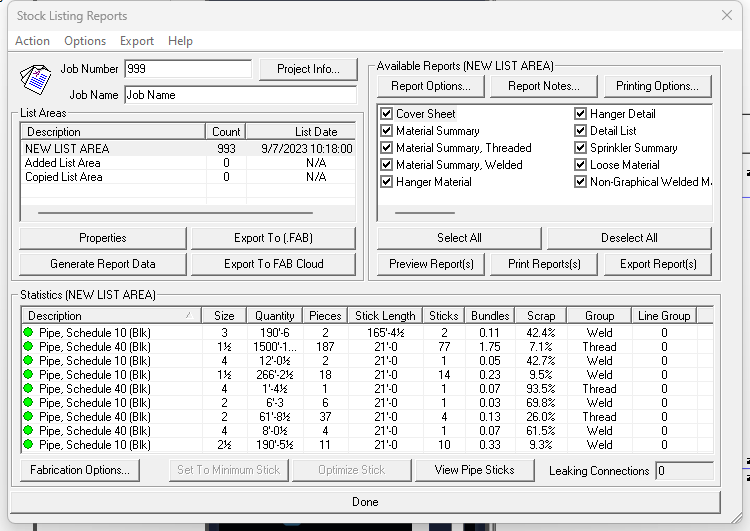 Stock Listing Reports
Action Options Export Help
Job Number 999 Project Info...
Job Name Job Name
List Areas
Description Count List Date
NEW LIST AREA 993 9/7/2023 10:18:00
Added List Area 0 N/A
Copied List Area 0 N/A
Properties Export To (.FAB)
Generate Report Data Export To FAB Cloud
Available Reports (NEW LIST AREA)
Report Options... Report Notes... Printing Options...
Cover Sheet Hanger Detail
Material Summary Detail List
Material Summary, Threaded Sprinkler Summary
Material Summary, Welded Loose Material
Hanger Material Non-Graphical Welded
Select All Deselect All
Preview Report(s) Print Reports(s) Export Report(s)
Statistics (NEW LIST AREA)
Description Size Quantity Pieces Stick Length Sticks Bundles Scrap Group Line Group
Pipe, Schedule 10 (Blk) 3 190'-6 2 165'-4½ 2 0.11 42.4% Weld 0
Pipe, Schedule 40 (Blk) 1½ 1500'-1... 187 21'-0 77 1.75 7.1% Thread 0
Pipe, Schedule 10 (Blk) 4 12'-0½ 2 21'-0 1 0.05 42.7% Weld 0
Pipe, Schedule 10 (Blk) 1½ 266'-2½ 18 21'-0 14 0.23 9.5% Weld 0
Pipe, Schedule 40 (Blk) 4 1'-4½ 1 21'-0 1 0.07 93.5% Thread 0
Pipe, Schedule 10 (Blk) 2 6'-3 6 21'-0 1 0.03 69.8% Weld 0
Pipe, Schedule 40 (Blk) 2 61'-8½ 37 21'-0 4 0.13 26.0% Thread 0
Pipe, Schedule 40 (Blk) 4 8'-0½ 4 21'-0 1 0.07 61.5% Weld 0
Pipe, Schedule 10 (Blk) 2½ 190'-5½ 11 21'-0 10 0.33 9.3% Weld 0
Fabrication Options... Set To Minimum Stick Optimize Stick View Pipe Sticks Leaking Connections 0
Done